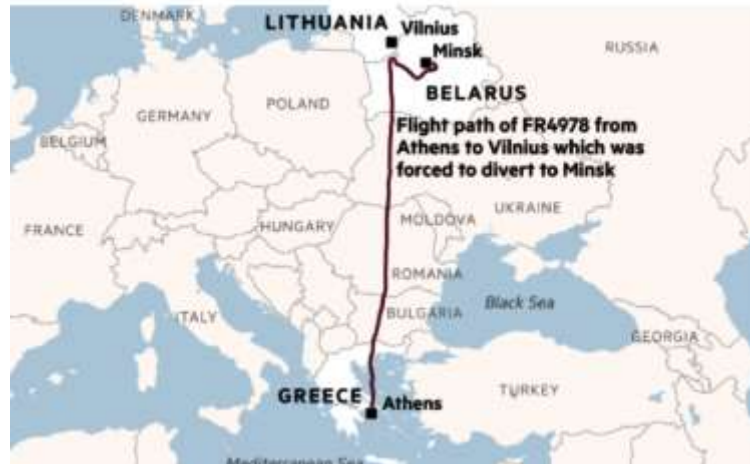 DENMARK
LITHUANIA
Vilnius
Minsk
RUSSIA
BELARUS
POLAND
GERMANY
BELGIUM
Flight path of FR4978 from
Athens to Vilnius which was
forced to divert to Minsk
UKRAINE
MOLDOVA
HUNGARY
FRANCE
ROMANIA
Black Sea
BULGARIA
ITALY
GEORGIA
GREECE
Athens
TURKEY
Mediterranean Sea